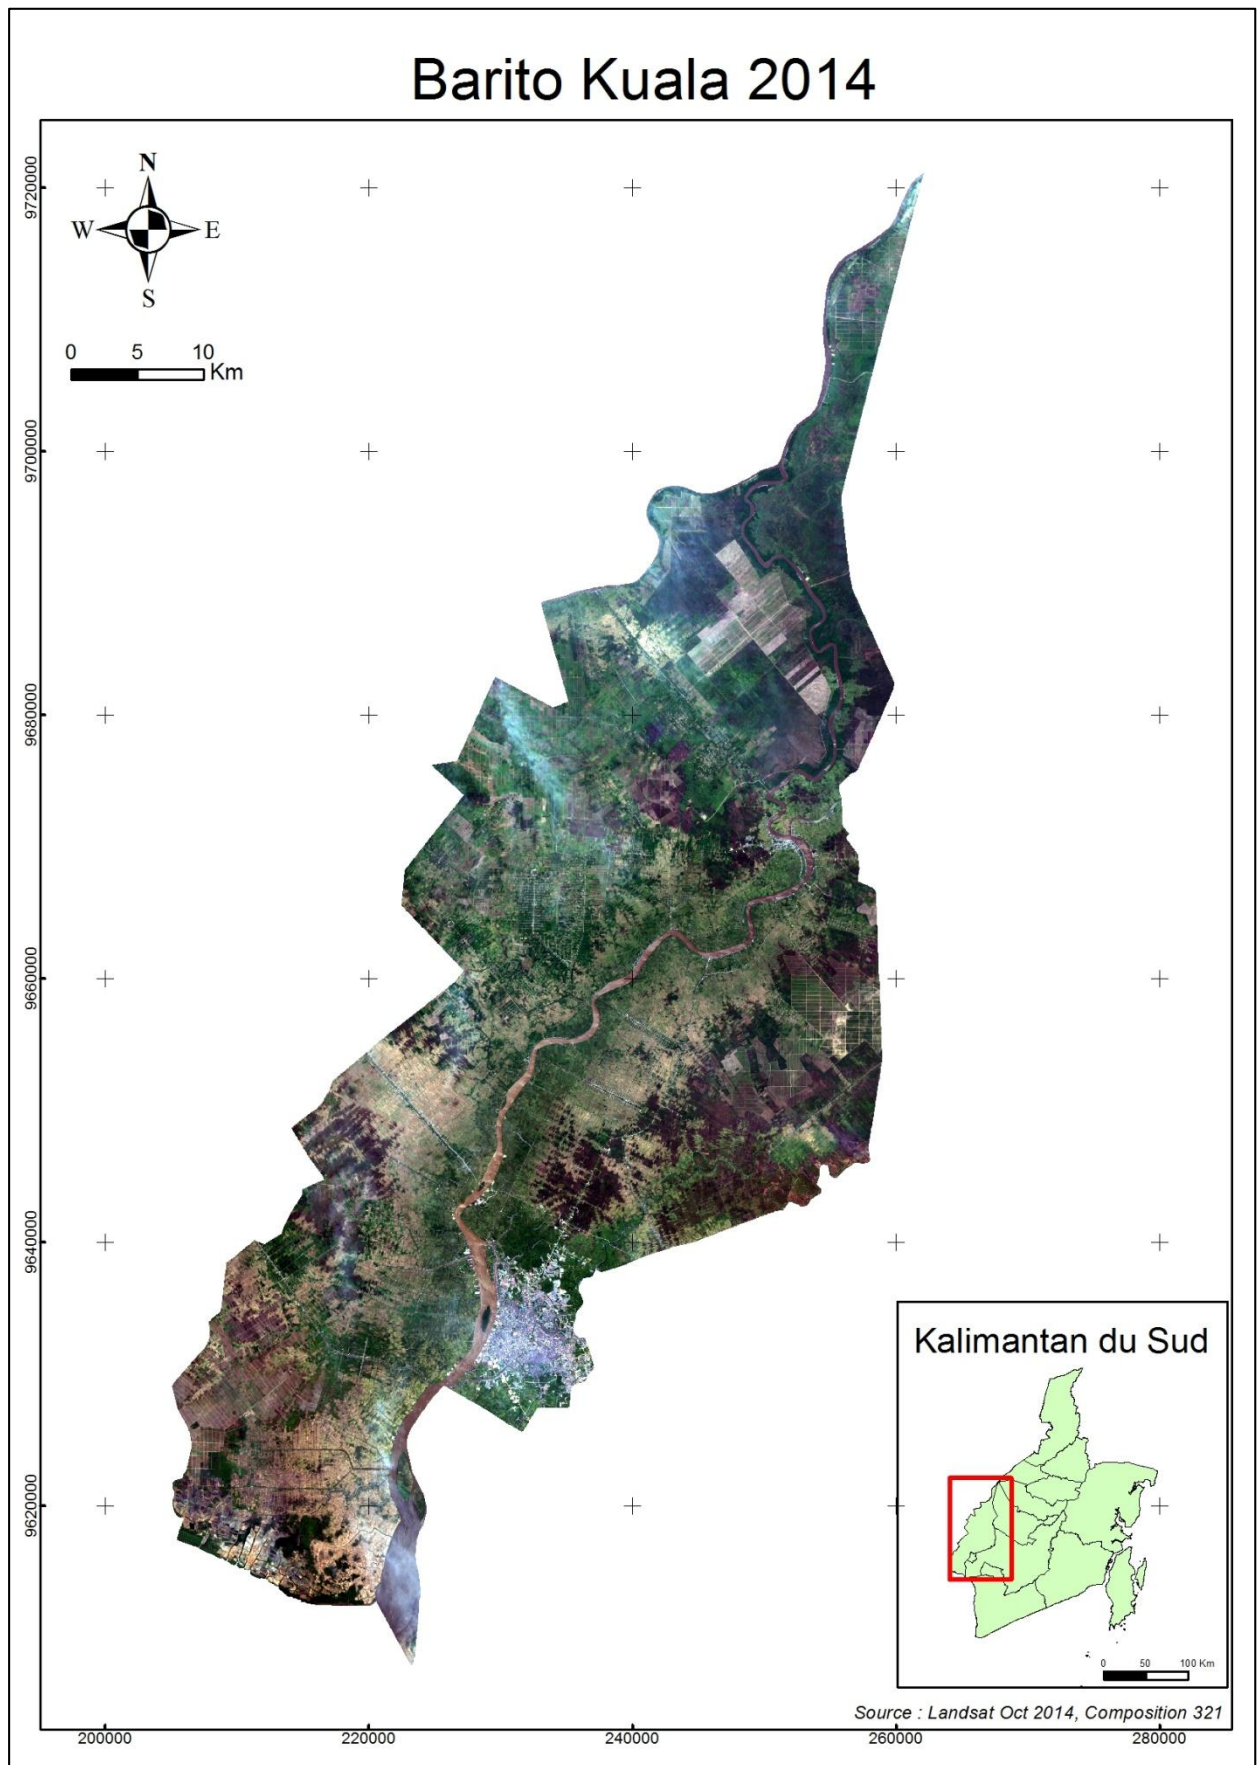 Barito Kuala 2014
N
W E
S
0 5 10
Km
9720000
9700000
9680000
9660000
9640000
9620000
200000 220000 240000 260000 280000
Kalimantan du Sud
0 50 100 Km
Source : Landsat Oct 2014, Composition 321